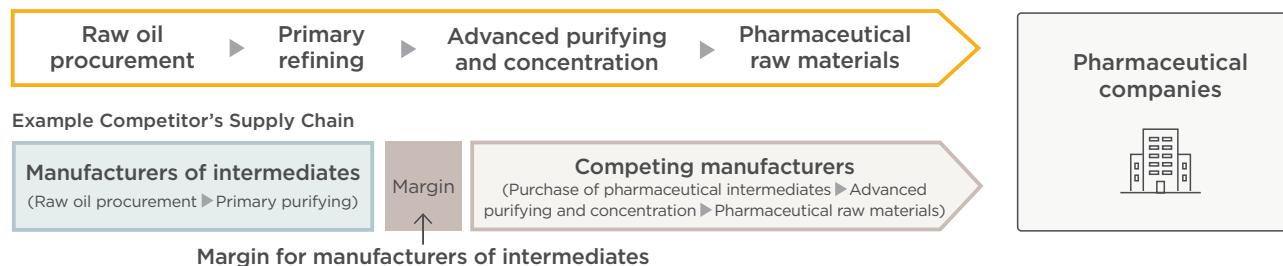 Raw oil
procurement
Primary
refining
Advanced purifying
and concentration
Pharmaceutical
raw materials
Pharmaceutical
companies
Example Competitor's Supply Chain
Manufacturers of intermediates
(Raw oil procurement ▶ Primary purifying)
Margin
Competing manufacturers
(Purchase of pharmaceutical intermediates ▶ Advanced
purifying and concentration ▶ Pharmaceutical raw materials)
Margin for manufacturers of intermediates